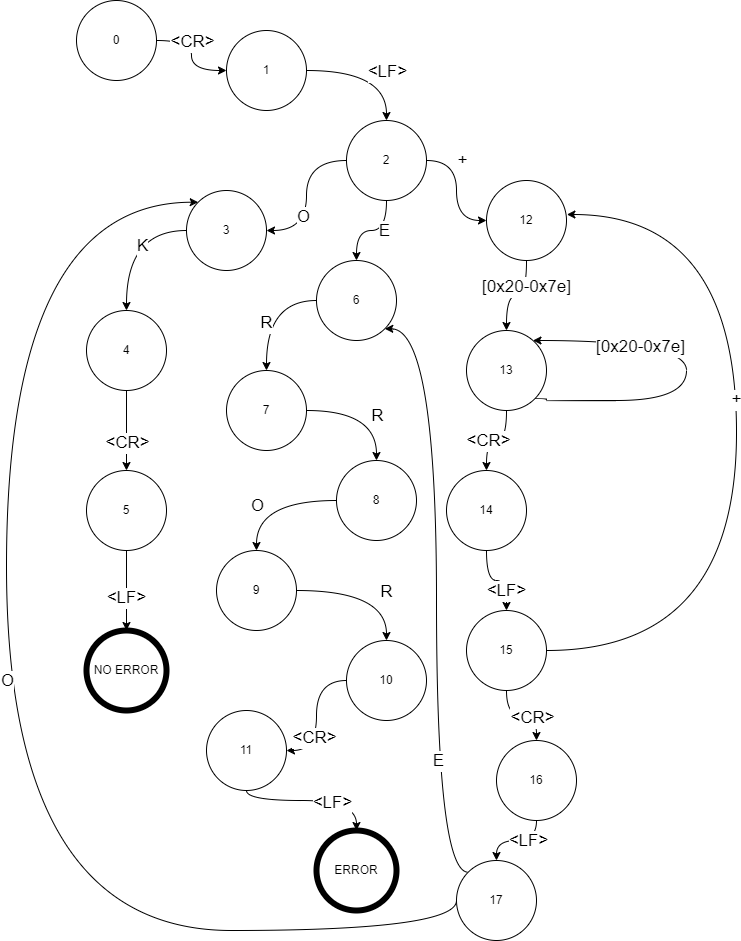 0
<CR>
1
<LF>
2
+
O
E
3
12
K
[0x20-0x7e]
6
R
4
[0x20-0x7e]
13
7
R
+
<CR>
<CR>
8
O
5
14
9
R
<LF>
<LF>
15
NO ERROR
10
O
<CR>
<CR>
11
E
16
<LF>
<LF>
ERROR
17